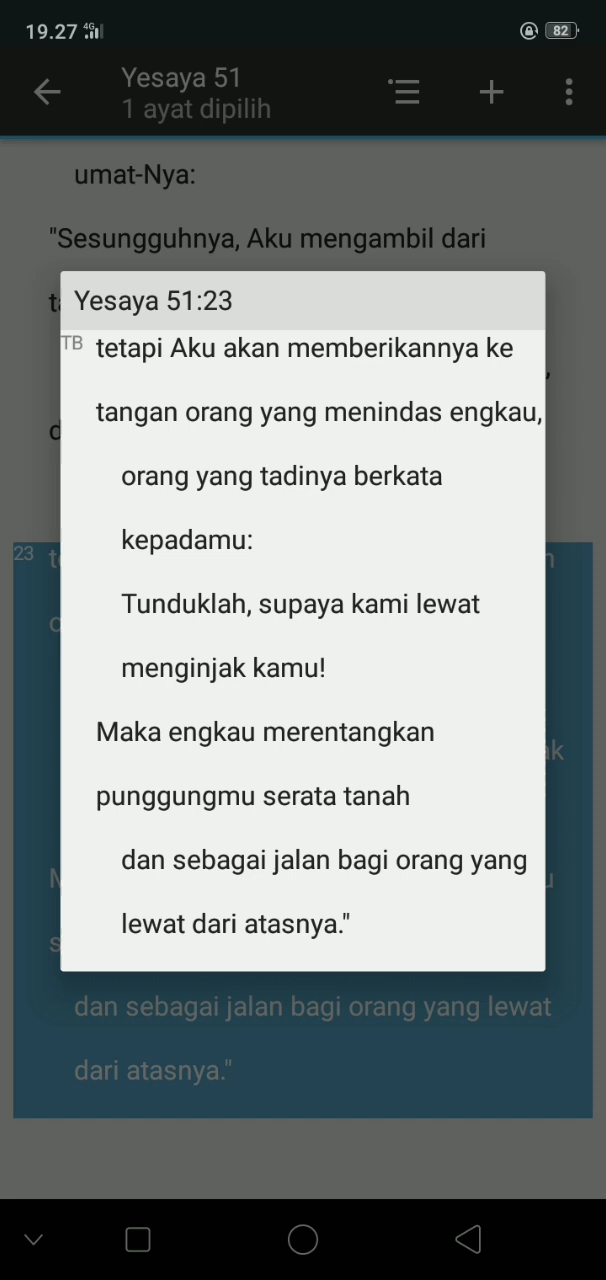 19.27 4G 82
Yesaya 51
1 ayat dipilih
umat-Nya:
"Sesungguhnya, Aku mengambil dari
Yesaya 51:23
TB tetapi Aku akan memberikannya ke
tangan orang yang menindas engkau,
orang yang tadinya berkata
kepadamu:
Tunduklah, supaya kami lewat
menginjak kamu!
Maka engkau merentangkan
punggungmu serata tanah
dan sebagai jalan bagi orang yang
lewat dari atasnya."
23
dan sebagai jalan bagi orang yang lewat
dari atasnya."